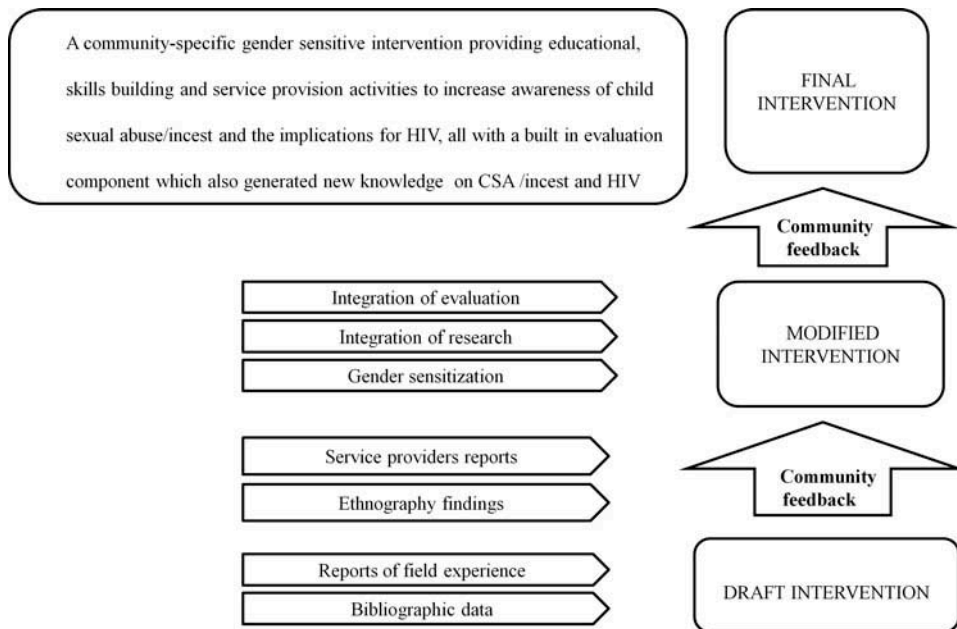 A community-specific gender sensitive intervention providing educational,
skills building and service provision activities to increase awareness of child
sexual abuse/incest and the implications for HIV, all with a built in evaluation
component which also generated new knowledge on CSA /incest and HIV
FINAL
INTERVENTION
Community
feedback
Integration of evaluation
Integration of research
Gender sensitization
MODIFIED
INTERVENTION
Service providers reports
Ethnography findings
Community
feedback
Reports of field experience
Bibliographic data
DRAFT INTERVENTION